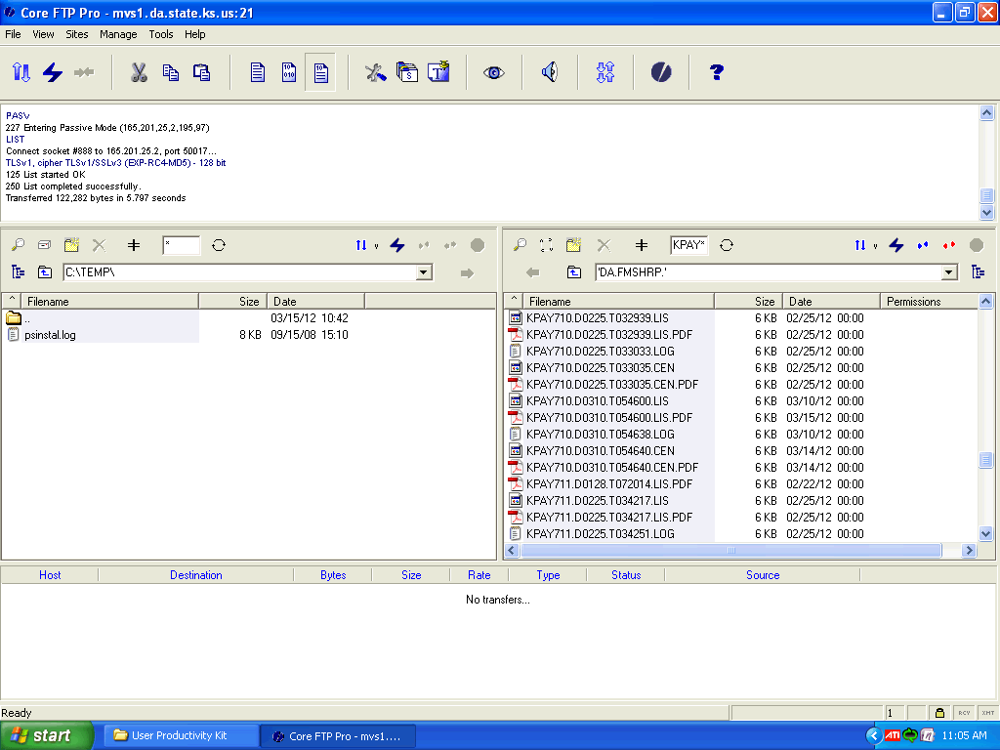 Core FTP Pro - mvs1.da.state.ks.us:21
File View Sites Manage Tools Help
PASV
227 Entering Passive Mode (165,201,25,2,195,97)
LIST
Connect socket #888 to 165.201.25.2, port 50017...
TLSv1, cipher TLSv1/SSLv3 (EXP-RC4-MD5) - 128 bit
125 List started OK
250 List completed successfully.
Transferred 122,282 bytes in 5.797 seconds
*
C:\TEMP\
^ Filename Size Date
.. 03/15/12 10:42
psinstal.log 8 KB 09/15/08 15:10
KPAY*
'DA.FMSHRP.'
^ Filename Size Date Permissions
KPAY710.D0225.T032939.LIS 6 KB 02/25/12 00:00
KPAY710.D0225.T032939.LIS.PDF 6 KB 02/25/12 00:00
KPAY710.D0225.T033033.LOG 6 KB 02/25/12 00:00
KPAY710.D0225.T033035.CEN 6 KB 02/25/12 00:00
KPAY710.D0225.T033035.CEN.PDF 6 KB 02/25/12 00:00
KPAY710.D0310.T054600.LIS 6 KB 03/10/12 00:00
KPAY710.D0310.T054600.LIS.PDF 6 KB 03/15/12 00:00
KPAY710.D0310.T054638.LOG 6 KB 03/10/12 00:00
KPAY710.D0310.T054640.CEN 6 KB 03/14/12 00:00
KPAY710.D0310.T054640.CEN.PDF 6 KB 03/14/12 00:00
KPAY711.D0128.T072014.LIS.PDF 6 KB 02/22/12 00:00
KPAY711.D0225.T034217.LIS 6 KB 02/25/12 00:00
KPAY711.D0225.T034217.LIS.PDF 6 KB 02/25/12 00:00
KPAY711.D0225.T034251.LOG 6 KB 02/25/12 00:00
Host Destination Bytes Size Rate Type Status Source
No transfers...
Ready 1 RCV XMT
start User Productivity Kit Core FTP Pro - mvs1.... ATI 11:05 AM